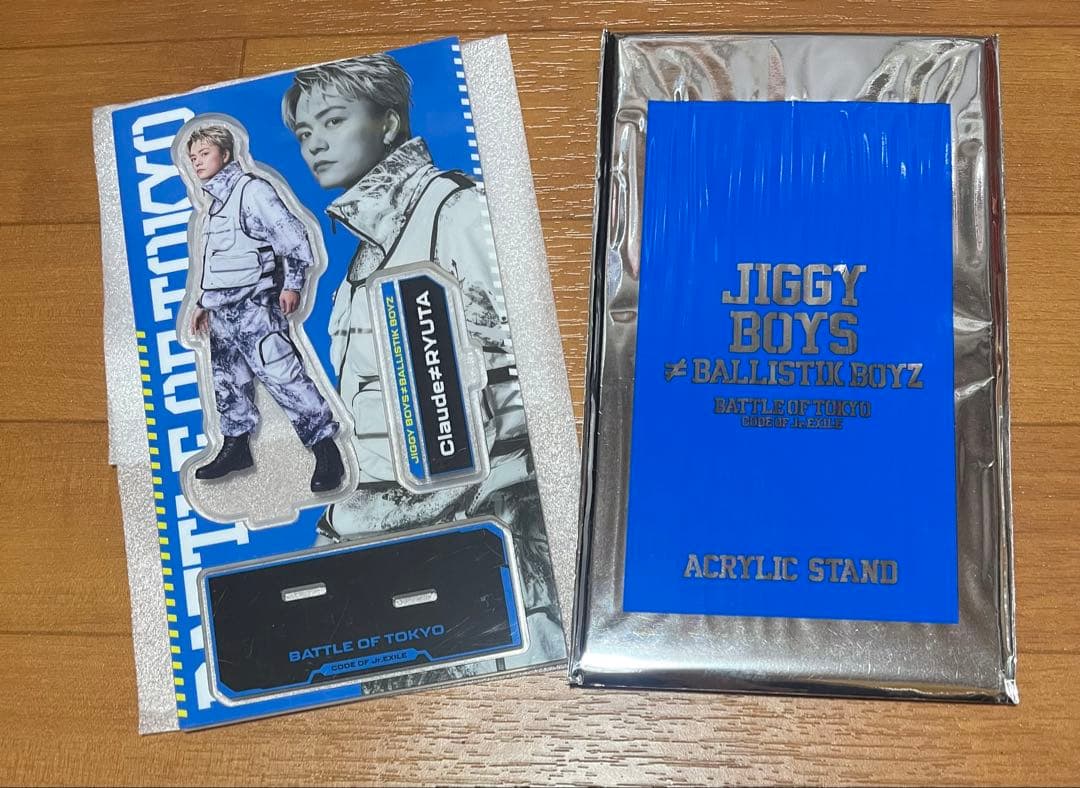 BATTLE OF TOKYO
JIGGY BOYS≠BALLISTIK BOYZ
Claude≠RYUTA
BATTLE OF TOKYO
CODE OF Jr.EXILE
JIGGY
BOYS
≠ BALLISTIK BOYZ
BATTLE OF TOKYO
CODE OF Jr.EXILE
ACRYLIC STAND